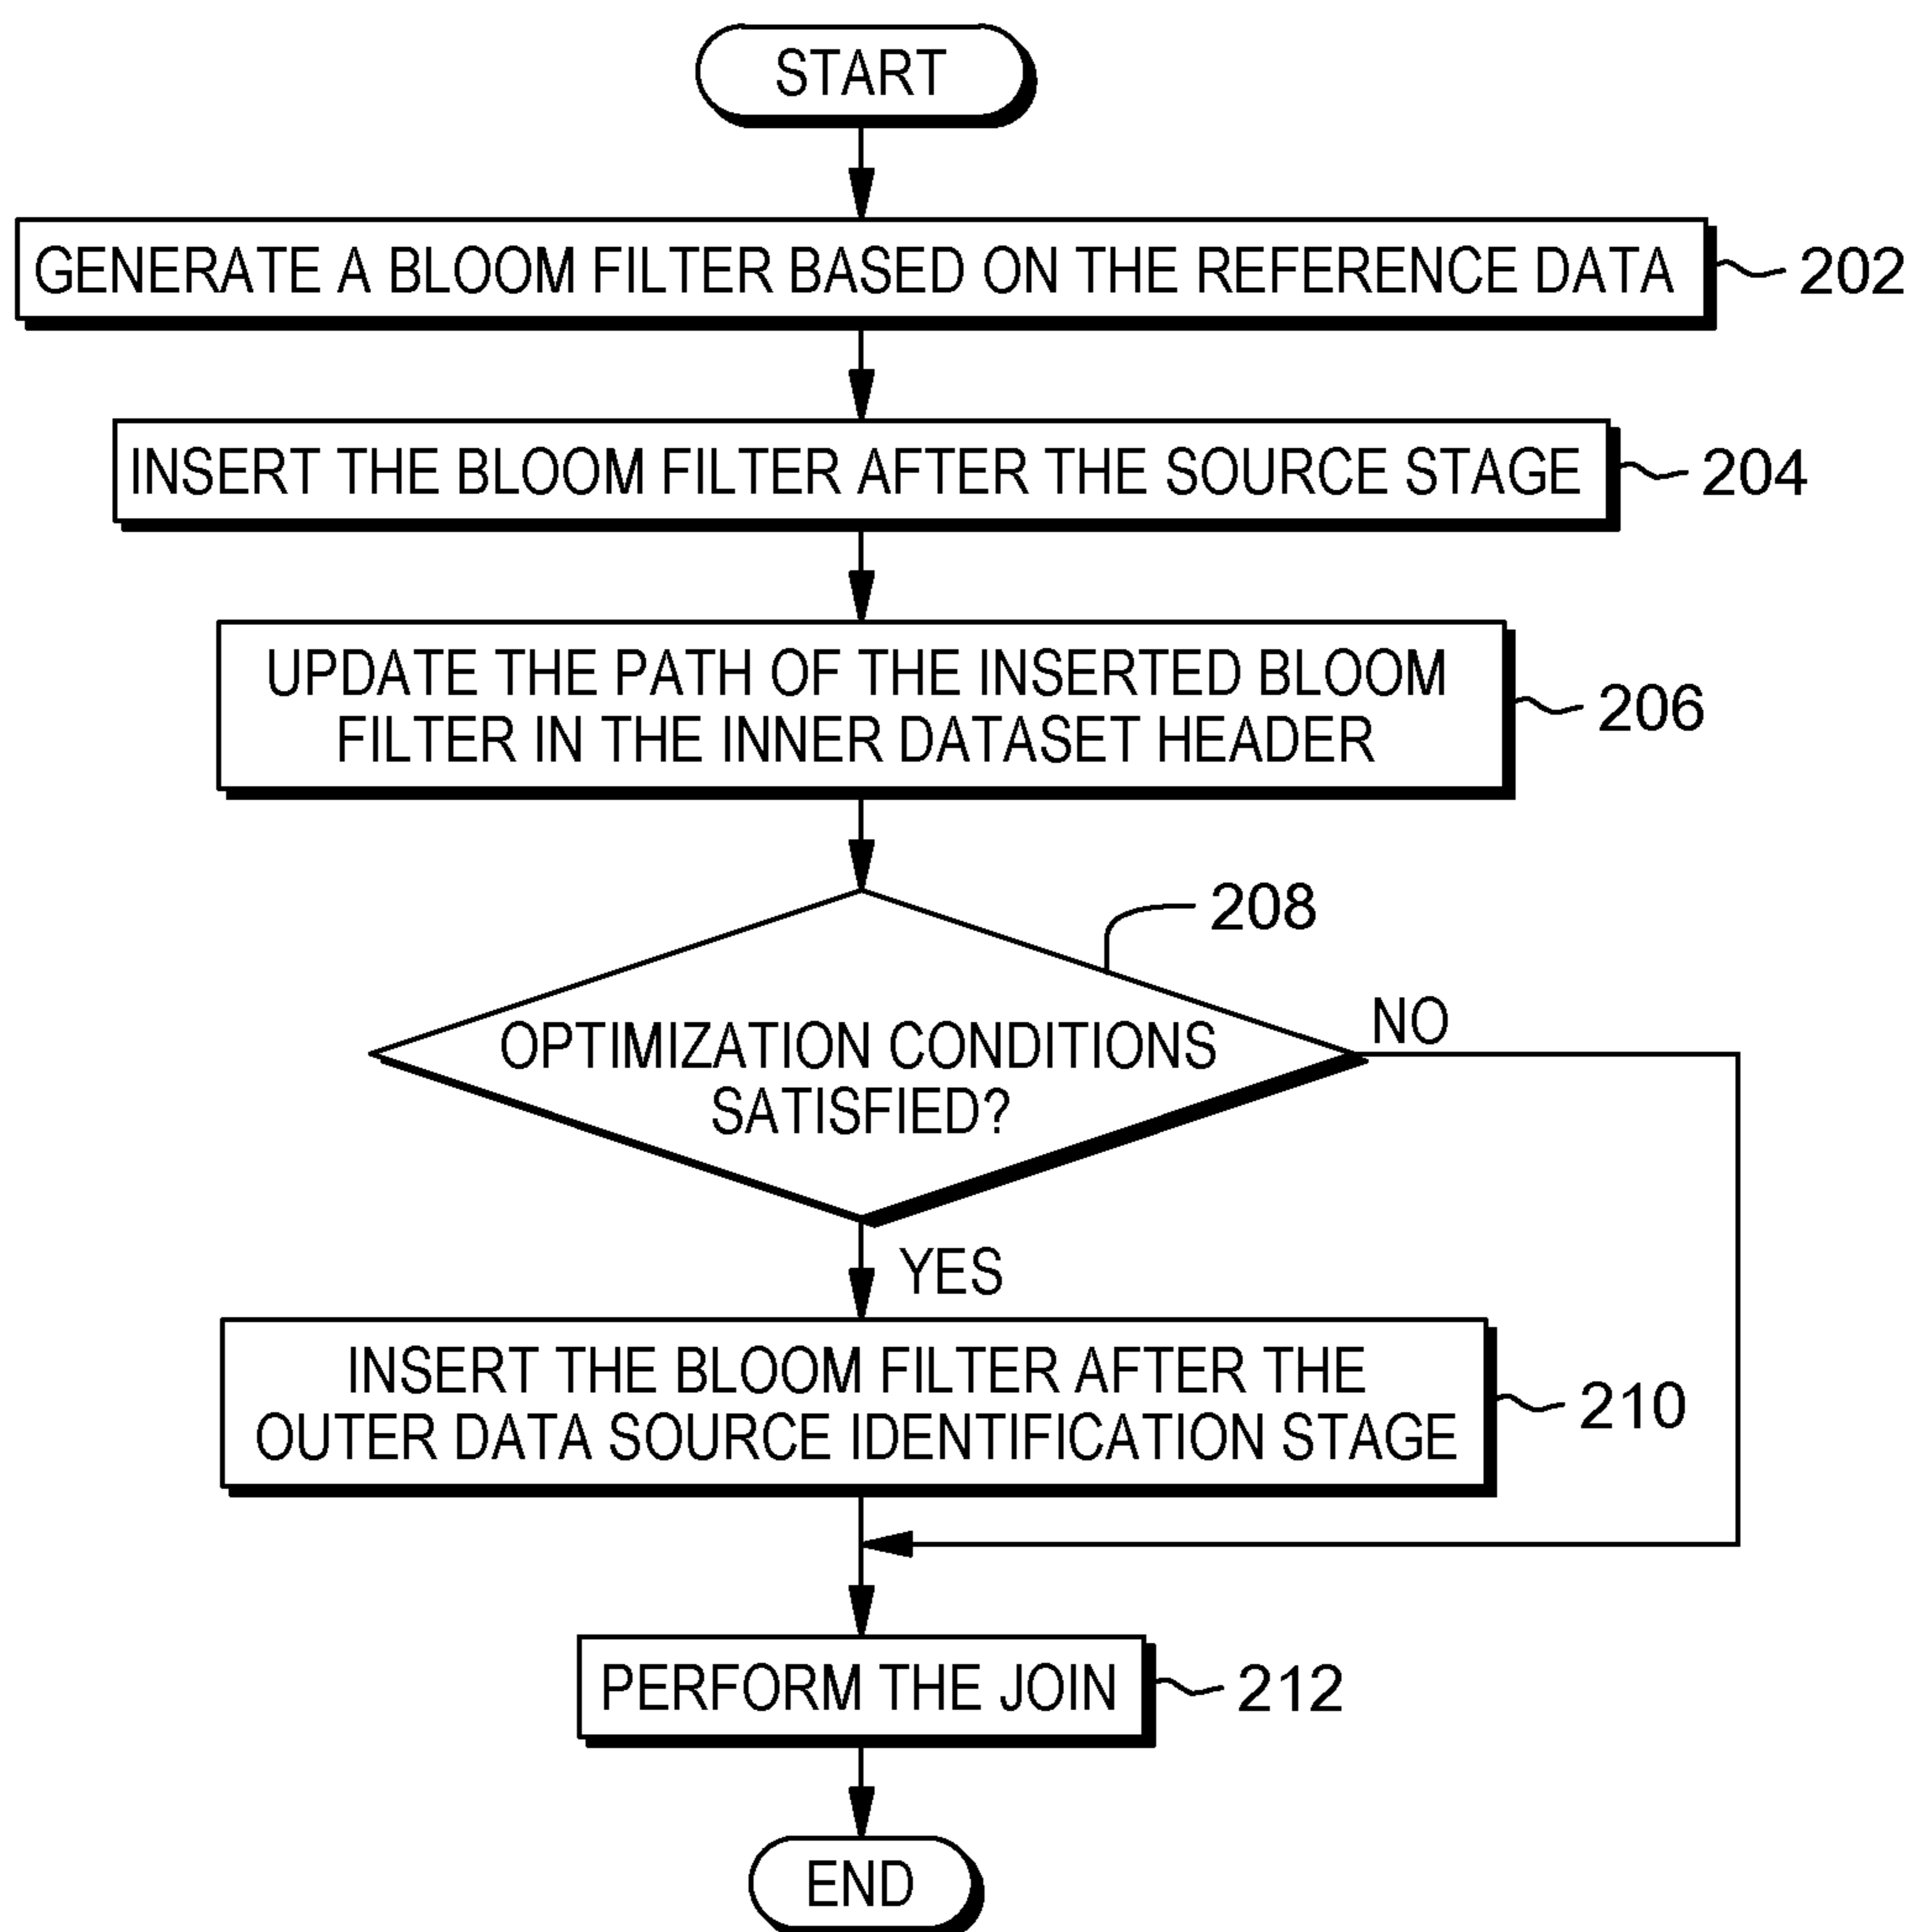 START
GENERATE A BLOOM FILTER BASED ON THE REFERENCE DATA
202
INSERT THE BLOOM FILTER AFTER THE SOURCE STAGE
204
UPDATE THE PATH OF THE INSERTED BLOOM
FILTER IN THE INNER DATASET HEADER
206
208
OPTIMIZATION CONDITIONS
SATISFIED?
NO
YES
INSERT THE BLOOM FILTER AFTER THE
OUTER DATA SOURCE IDENTIFICATION STAGE
210
PERFORM THE JOIN
212
END